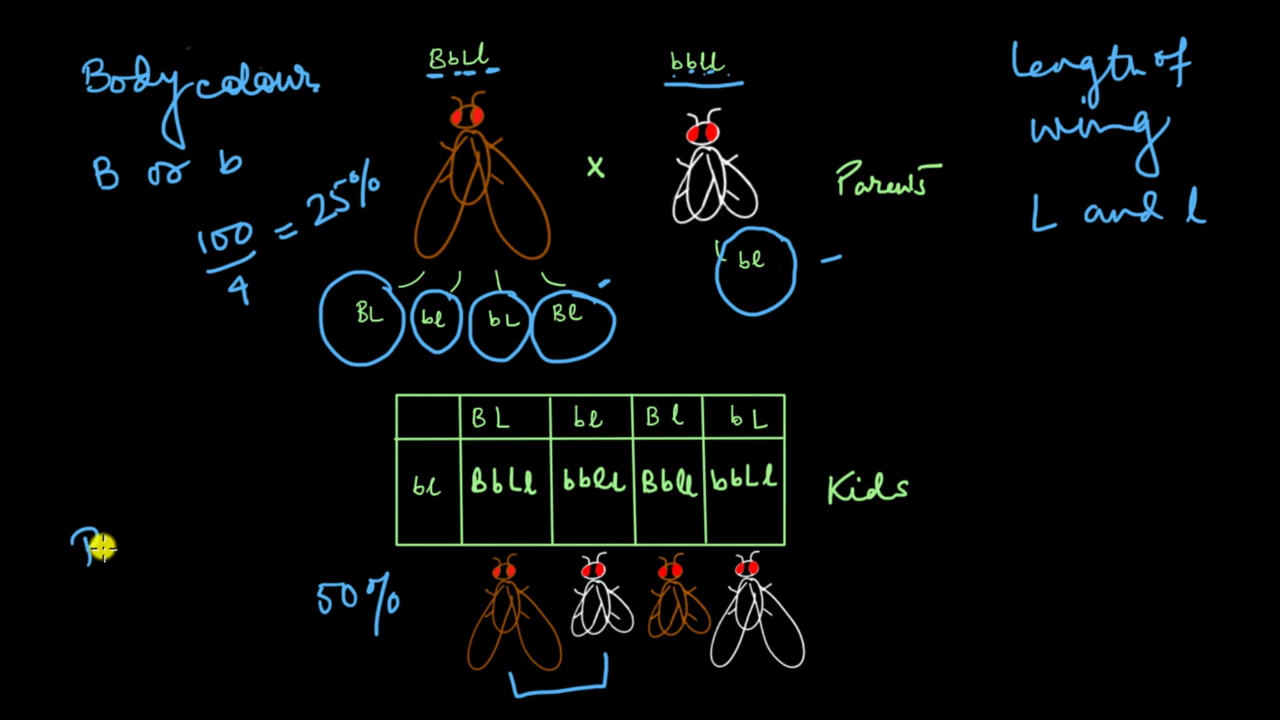 Body colour
B or b
100/4 = 25%
BbLl
bbll
x
Parents
Length of
wing
L and l
BL bl bL Bl
bl
BL bl Bl bL
bl BbLl bbll Bbll bbLl
Kids
50%